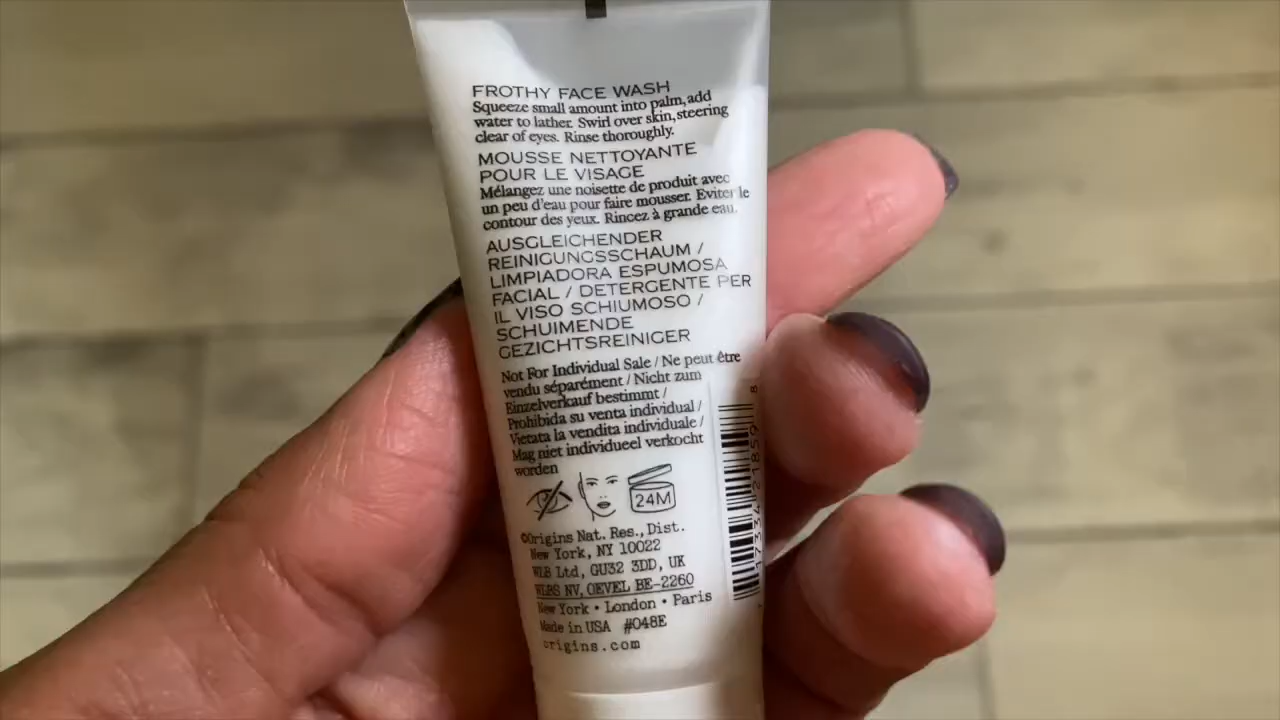 FROTHY FACE WASH
Squeeze small amount into palm, add
water to lather. Swirl over skin, steering
clear of eyes. Rinse thoroughly.
MOUSSE NETTOYANTE
POUR LE VISAGE
Mélangez une noisette de produit avec
un peu d'eau pour faire mousser. Eviter le
contour des yeux. Rincez à grande eau.
AUSGLEICHENDER
REINIGUNGSSCHAUM /
LIMPIADORA ESPUMOSA
FACIAL / DETERGENTE PER
IL VISO SCHIUMOSO /
SCHUIMENDE
GEZICHTSREINIGER
Not For Individual Sale / Ne peut être
vendu séparément / Nicht zum
Einzelverkauf bestimmt /
Prohibida su venta individual /
Vietata la vendita individuale /
Mag niet individueel verkocht
worden
24M
©Origins Nat. Res., Dist.
New York, NY 10022
WLB Ltd, GU32 3DD, UK
WLBS NV, OEVEL BE-2260
New York • London • Paris
Made in USA #048E
origins.com
17334 21859 8